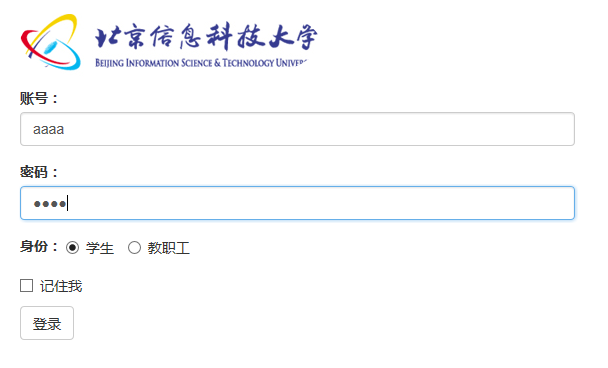 北京信息科技大学
BEIJING INFORMATION SCIENCE & TECHNOLOGY
账号：
aaaa
密码：
●●●●
身份： 学生 教职工
记住我
登录